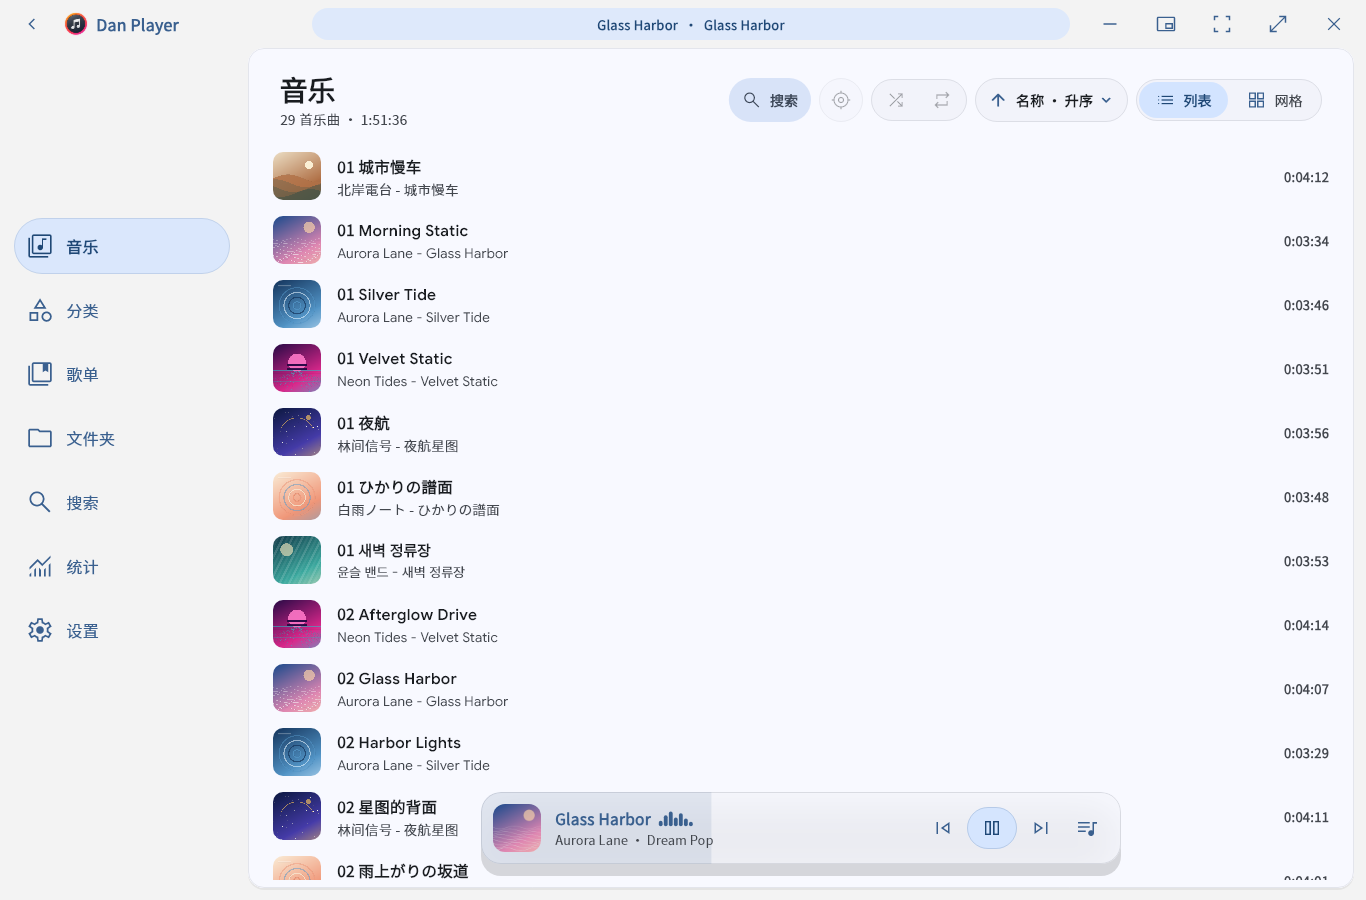 Dan Player
Glass Harbor • Glass Harbor
音乐
29 首乐曲 • 1:51:36
搜索
名称 • 升序
列表
网格
音乐
分类
歌单
文件夹
搜索
统计
设置
01 城市慢车
北岸電台 - 城市慢车
0:04:12
01 Morning Static
Aurora Lane - Glass Harbor
0:03:34
01 Silver Tide
Aurora Lane - Silver Tide
0:03:46
01 Velvet Static
Neon Tides - Velvet Static
0:03:51
01 夜航
林间信号 - 夜航星图
0:03:56
01 ひかりの譜面
白雨ノート - ひかりの譜面
0:03:48
01 새벽 정류장
윤슬 밴드 - 새벽 정류장
0:03:53
02 Afterglow Drive
Neon Tides - Velvet Static
0:04:14
02 Glass Harbor
Aurora Lane - Glass Harbor
0:04:07
02 Harbor Lights
Aurora Lane - Silver Tide
0:03:29
02 星图的背面
林间信号 - 夜航星图
0:04:11
02 雨上がりの坂道
Glass Harbor
Aurora Lane • Dream Pop